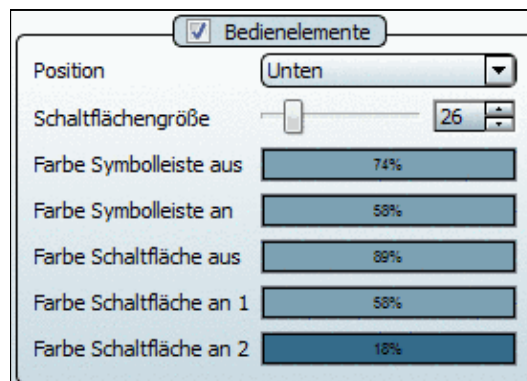 Bedienelemente
Position Unten
Schaltflächengröße 26
Farbe Symbolleiste aus 74%
Farbe Symbolleiste an 58%
Farbe Schaltfläche aus 89%
Farbe Schaltfläche an 1 58%
Farbe Schaltfläche an 2 18%